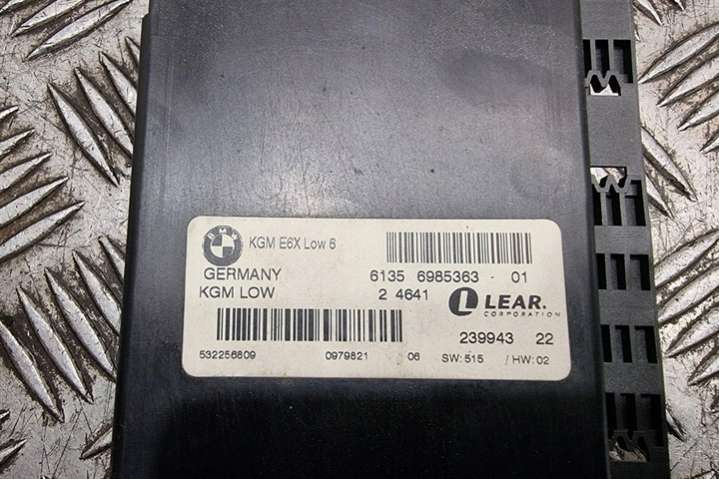 BMW
KGM E6X Low 6
GERMANY 6135 6985363 - 01
KGM LOW 2 4641 L LEAR.
CORPORATION
239943 22
532256809 0979821 06 SW: 515 / HW: 02